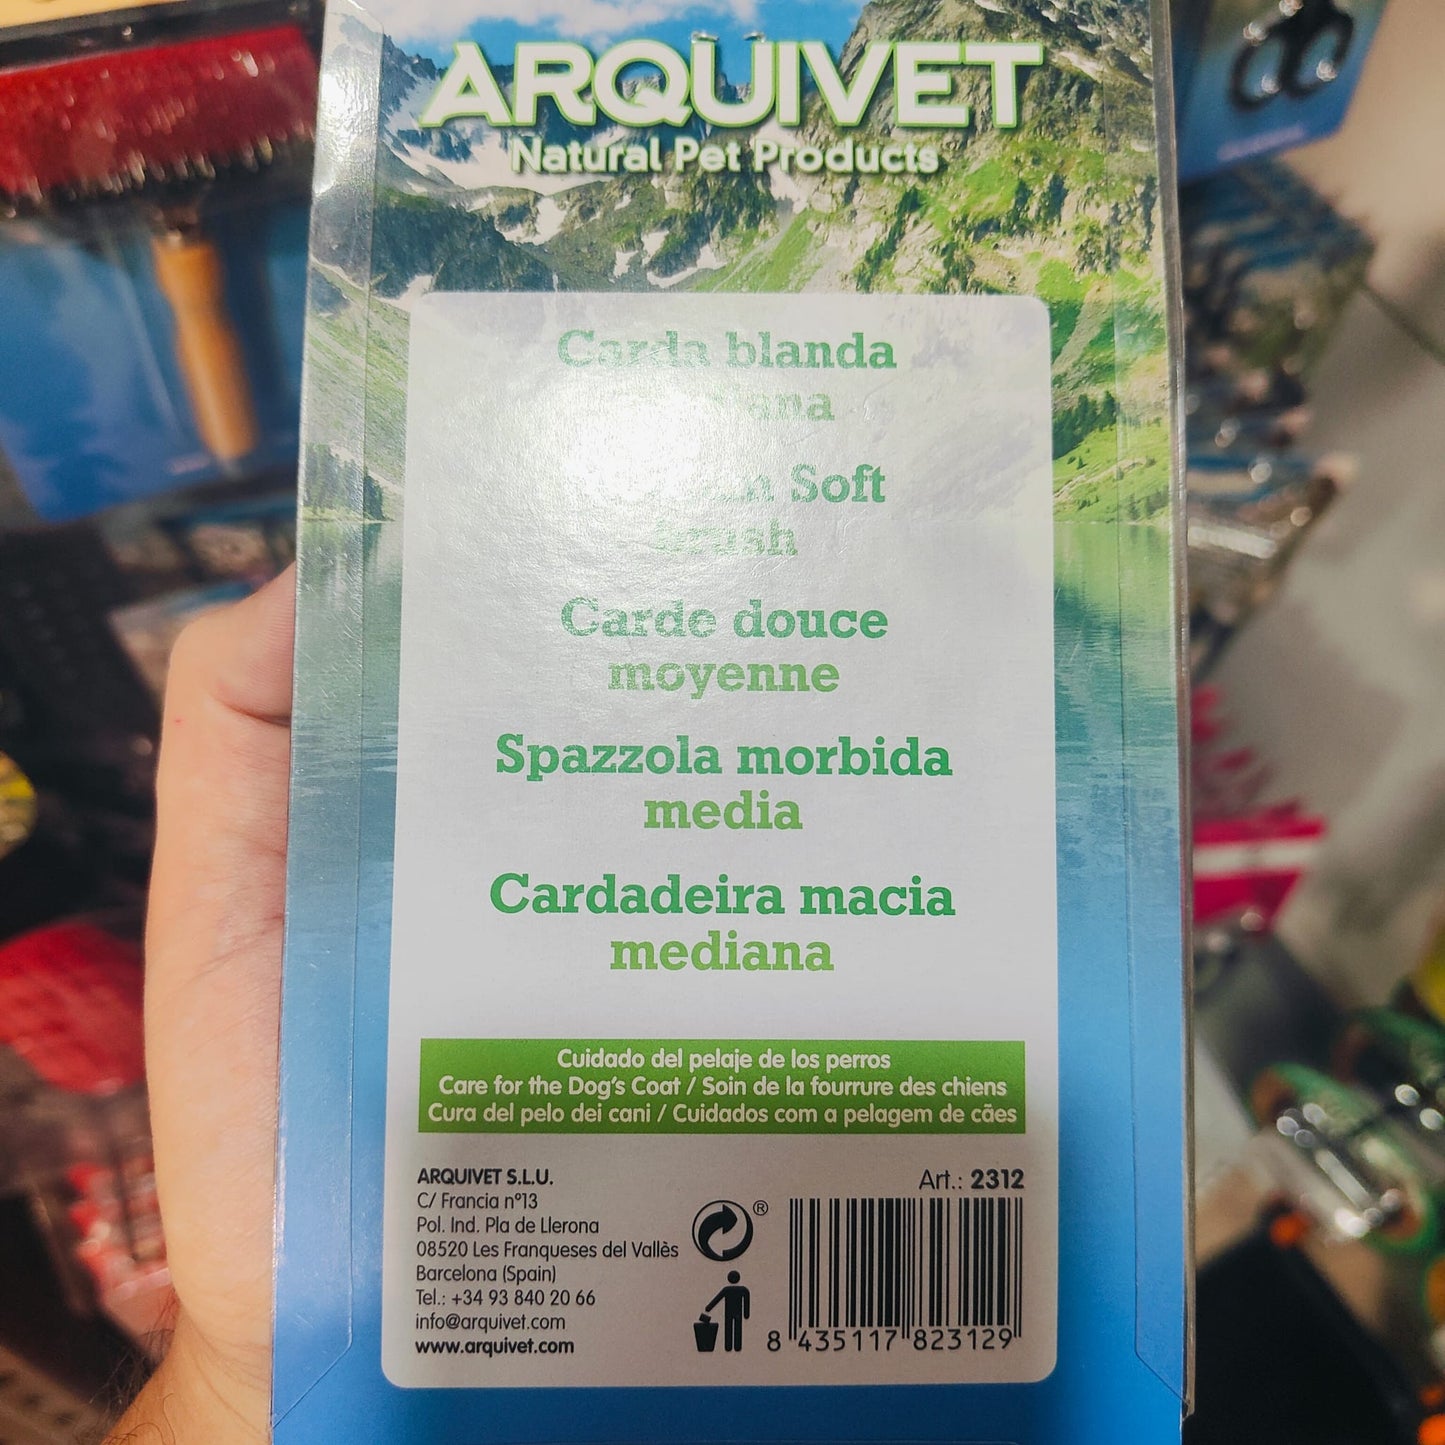 ARQUIVET
Natural Pet Products
Carda blanda
Soft
brush
Carde douce
moyenne
Spazzola morbida
media
Cardadeira macia
mediana
Cuidado del pelaje de los perros
Care for the Dog's Coat / Soin de la fourrure des chiens
Cura del pelo dei cani / Cuidados com a pelagem de cães
ARQUIVET S.L.U.
C/ Francia nº13
Pol. Ind. Pla de Llerona
08520 Les Franqueses del Vallès
Barcelona (Spain)
Tel.: +34 93 840 20 66
info@arquivet.com
www.arquivet.com
®
Art.: 2312
8 435117 823129